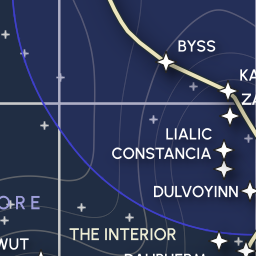 BYSS
KA
ZA
LIALIC
CONSTANCIA
DULVOYINN
ORE
THE INTERIOR
WUT